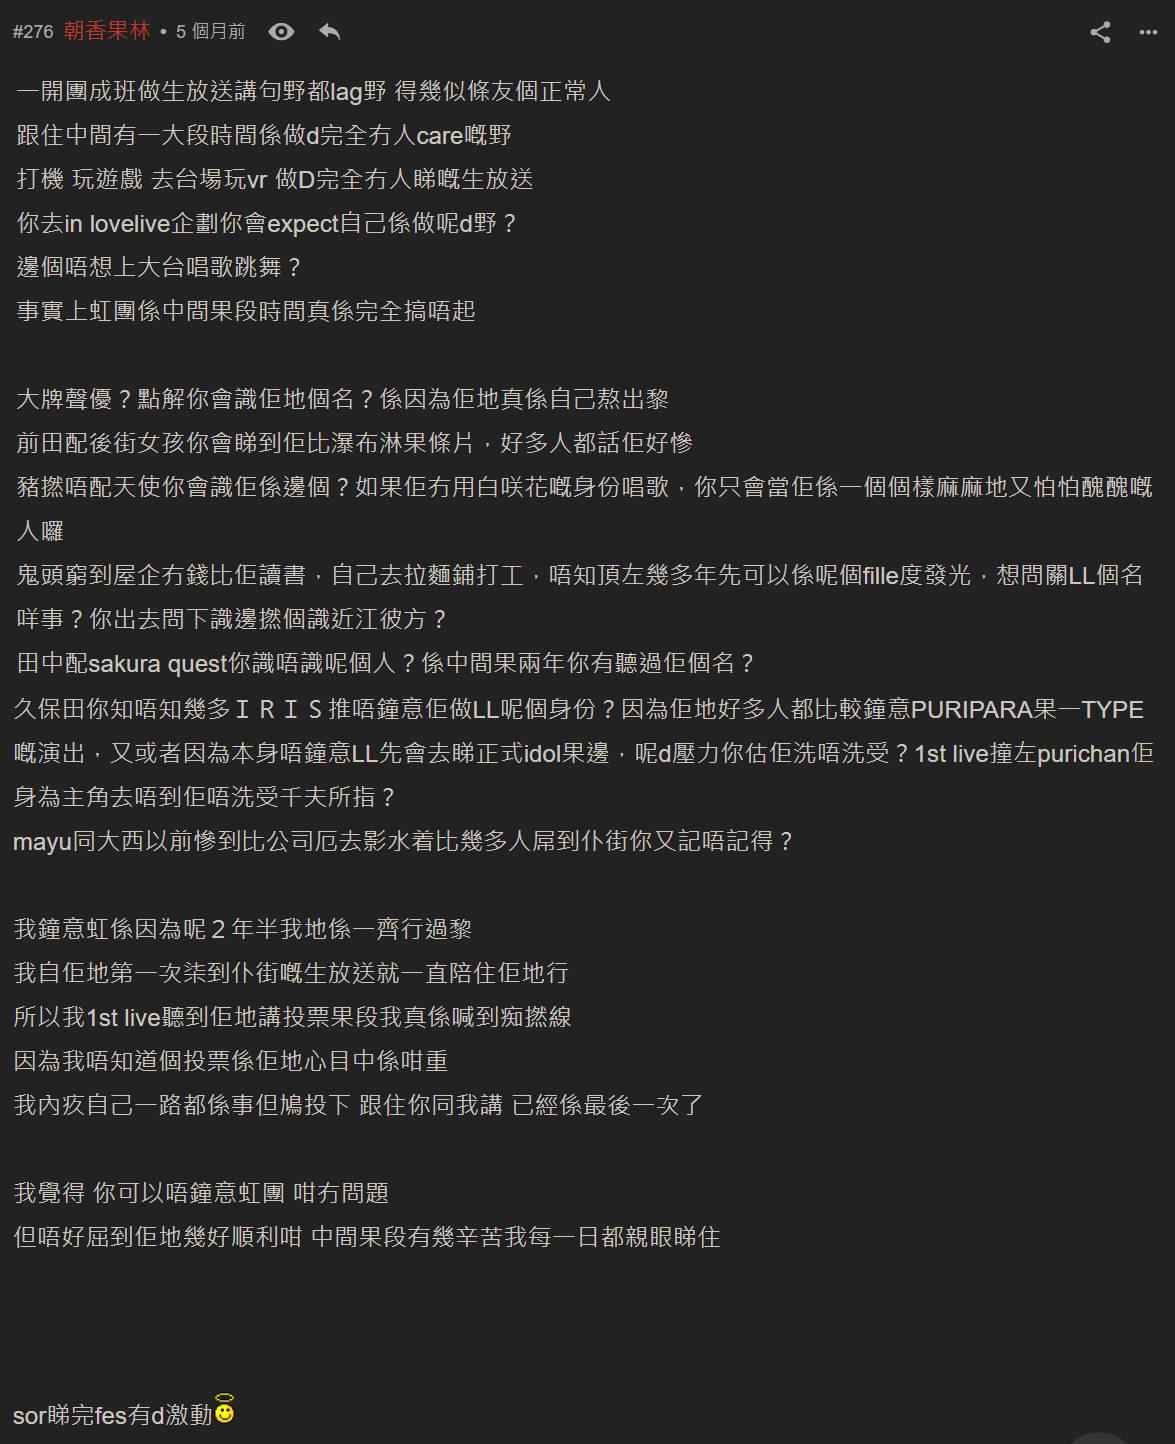 #276 朝香果林 • 5 個月前
一開團成班做生放送講句野都lag野 得幾似條友個正常人
跟住中間有一大段時間係做d完全冇人care嘅野
打機 玩遊戲 去台場玩vr 做D完全冇人睇嘅生放送
你去in lovelive企劃你會expect自己係做呢d野？
邊個唔想上大台唱歌跳舞？
事實上虹團係中間果段時間真係完全搞唔起
大牌聲優？點解你會識佢地個名？係因為佢地真係自己熬出黎
前田配後街女孩你會睇到佢比瀑布淋果條片，好多人都話佢好慘
豬撚唔配天使你會識佢係邊個？如果佢冇用白咲花嘅身份唱歌，你只會當佢係一個個樣麻麻地又怕怕醜醜嘅
人囉
鬼頭窮到屋企冇錢比佢讀書，自己去拉麵鋪打工，唔知頂左幾多年先可以係呢個fille度發光，想問關LL個名
咩事？你出去問下識邊撚個識近江彼方？
田中配sakura quest你識唔識呢個人？係中間果兩年你有聽過佢個名？
久保田你知唔知幾多ＩＲＩＳ推唔鐘意佢做LL呢個身份？因為佢地好多人都比較鐘意PURIPARA果一TYPE
嘅演出，又或者因為本身唔鐘意LL先會去睇正式idol果邊，呢d壓力你估佢洗唔洗受？1st live撞左purichan佢
身為主角去唔到佢唔洗受千夫所指？
mayu同大西以前慘到比公司厄去影水着比幾多人屌到仆街你又記唔記得？
我鐘意虹係因為呢２年半我地係一齊行過黎
我自佢地第一次柒到仆街嘅生放送就一直陪住佢地行
所以我1st live聽到佢地講投票果段我真係喊到痴撚線
因為我唔知道個投票係佢地心目中係咁重
我內疚自己一路都係事但鳩投下 跟住你同我講 已經係最後一次了
我覺得 你可以唔鐘意虹團 咁冇問題
但唔好屈到佢地幾好順利咁 中間果段有幾辛苦我每一日都親眼睇住
sor睇完fes有d激動